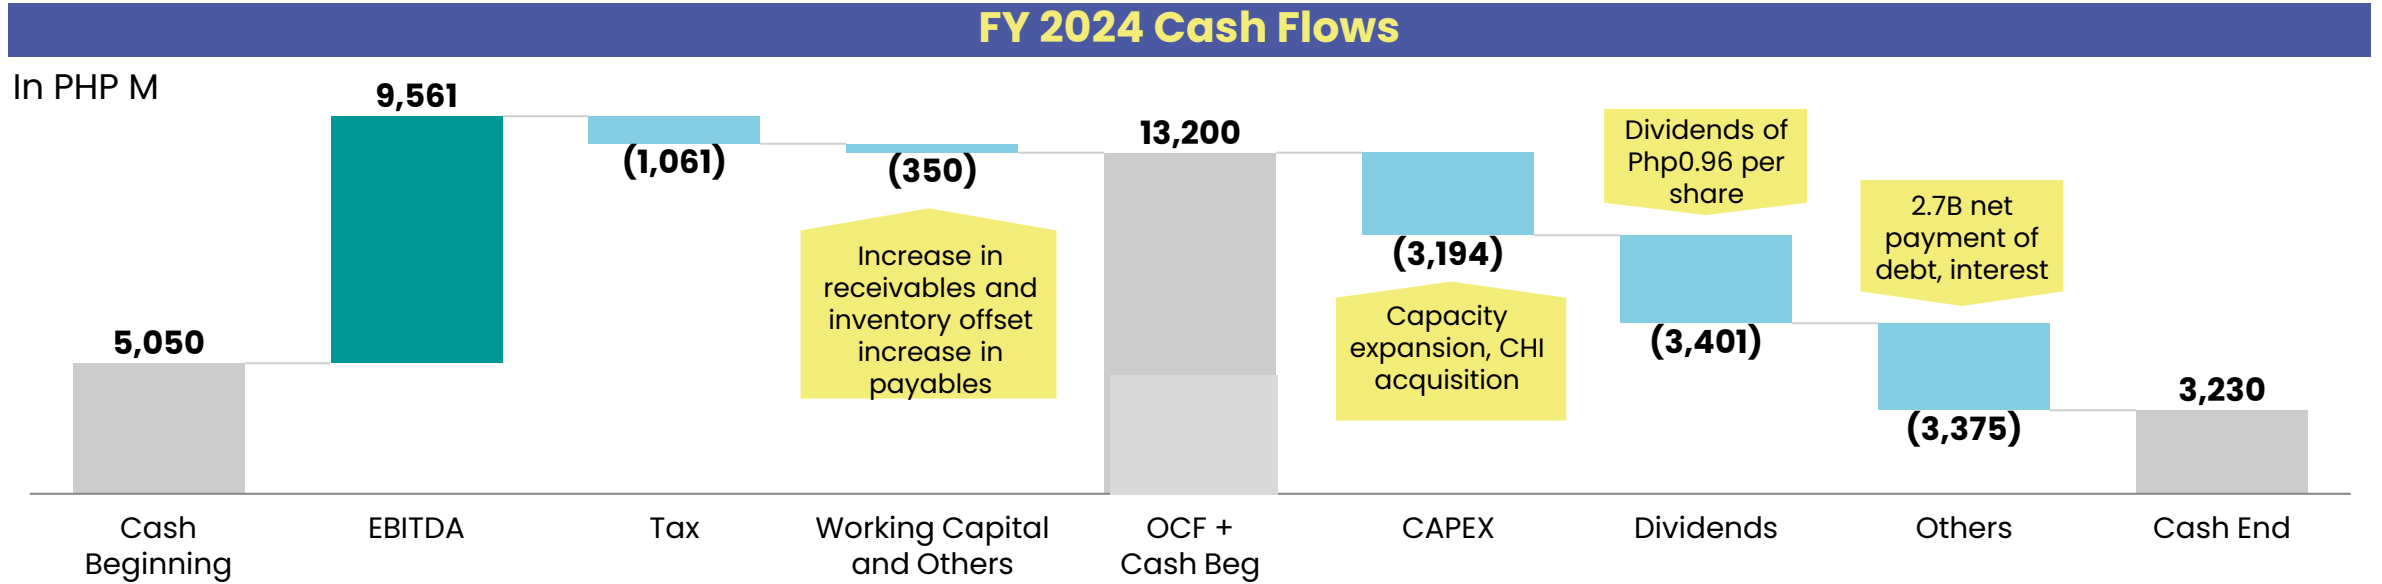 FY 2024 Cash Flows
In PHP M
5,050
9,561
(1,061)
(350)
13,200
(3,194)
(3,401)
(3,375)
3,230
Increase in
receivables and
inventory offset
increase in
payables
Capacity
expansion, CHI
acquisition
Dividends of
Php0.96 per
share
2.7B net
payment of
debt, interest
Cash
Beginning
EBITDA
Tax
Working Capital
and Others
OCF +
Cash Beg
CAPEX
Dividends
Others
Cash End